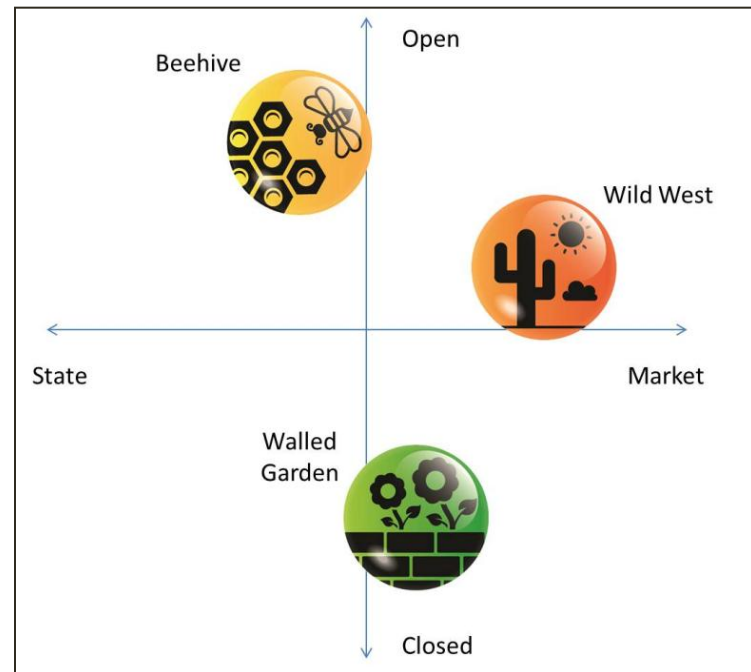 Open
Beehive
Wild West
State
Market
Walled
Garden
Closed